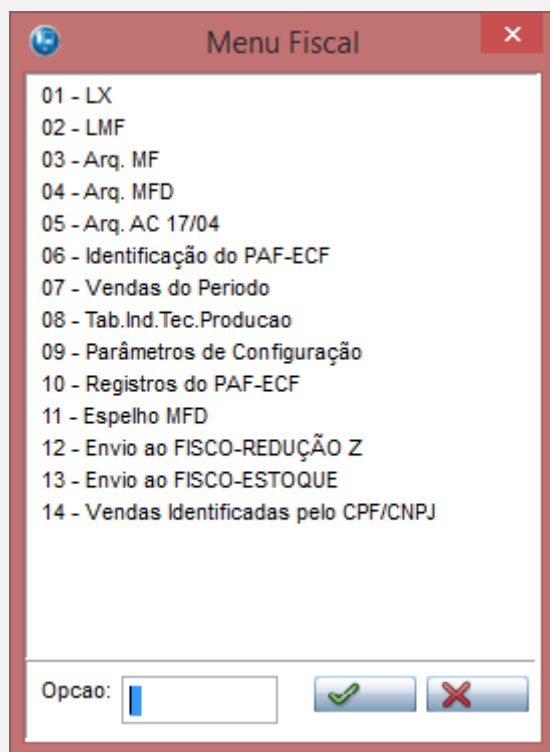 Menu Fiscal
01 - LX
02 - LMF
03 - Arq. MF
04 - Arq. MFD
05 - Arq. AC 17/04
06 - Identificação do PAF-ECF
07 - Vendas do Periodo
08 - Tab.Ind.Tec.Producao
09 - Parâmetros de Configuração
10 - Registros do PAF-ECF
11 - Espelho MFD
12 - Envio ao FISCO-REDUÇÃO Z
13 - Envio ao FISCO-ESTOQUE
14 - Vendas Identificadas pelo CPF/CNPJ
Opcao: